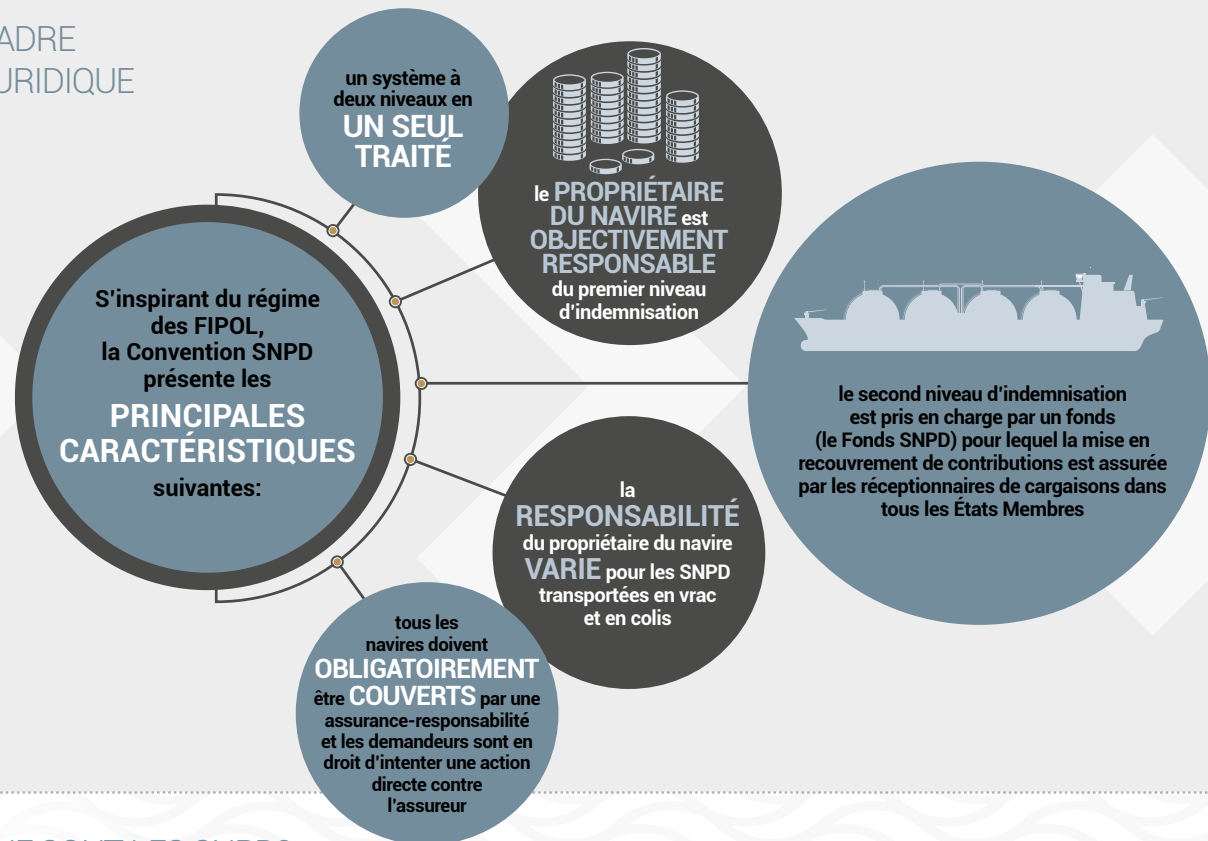 ADRE
URIDIQUE
un système à
deux niveaux en
UN SEUL
TRAITÉ
le PROPRIÉTAIRE
DU NAVIRE est
OBJECTIVEMENT
RESPONSABLE
du premier niveau
d'indemnisation
S'inspirant du régime
des FIPOL,
la Convention SNPD
présente les
PRINCIPALES
CARACTÉRISTIQUES
suivantes:
le second niveau d'indemnisation
est pris en charge par un fonds
(le Fonds SNPD) pour lequel la mise en
recouvrement de contributions est assurée
par les réceptionnaires de cargaisons dans
tous les États Membres
la
RESPONSABILITÉ
du propriétaire du navire
VARIE pour les SNPD
transportées en vrac
et en colis
tous les
navires doivent
OBLIGATOIREMENT
être COUVERTS par une
assurance-responsabilité
et les demandeurs sont en
droit d'intenter une action
directe contre
l'assureur